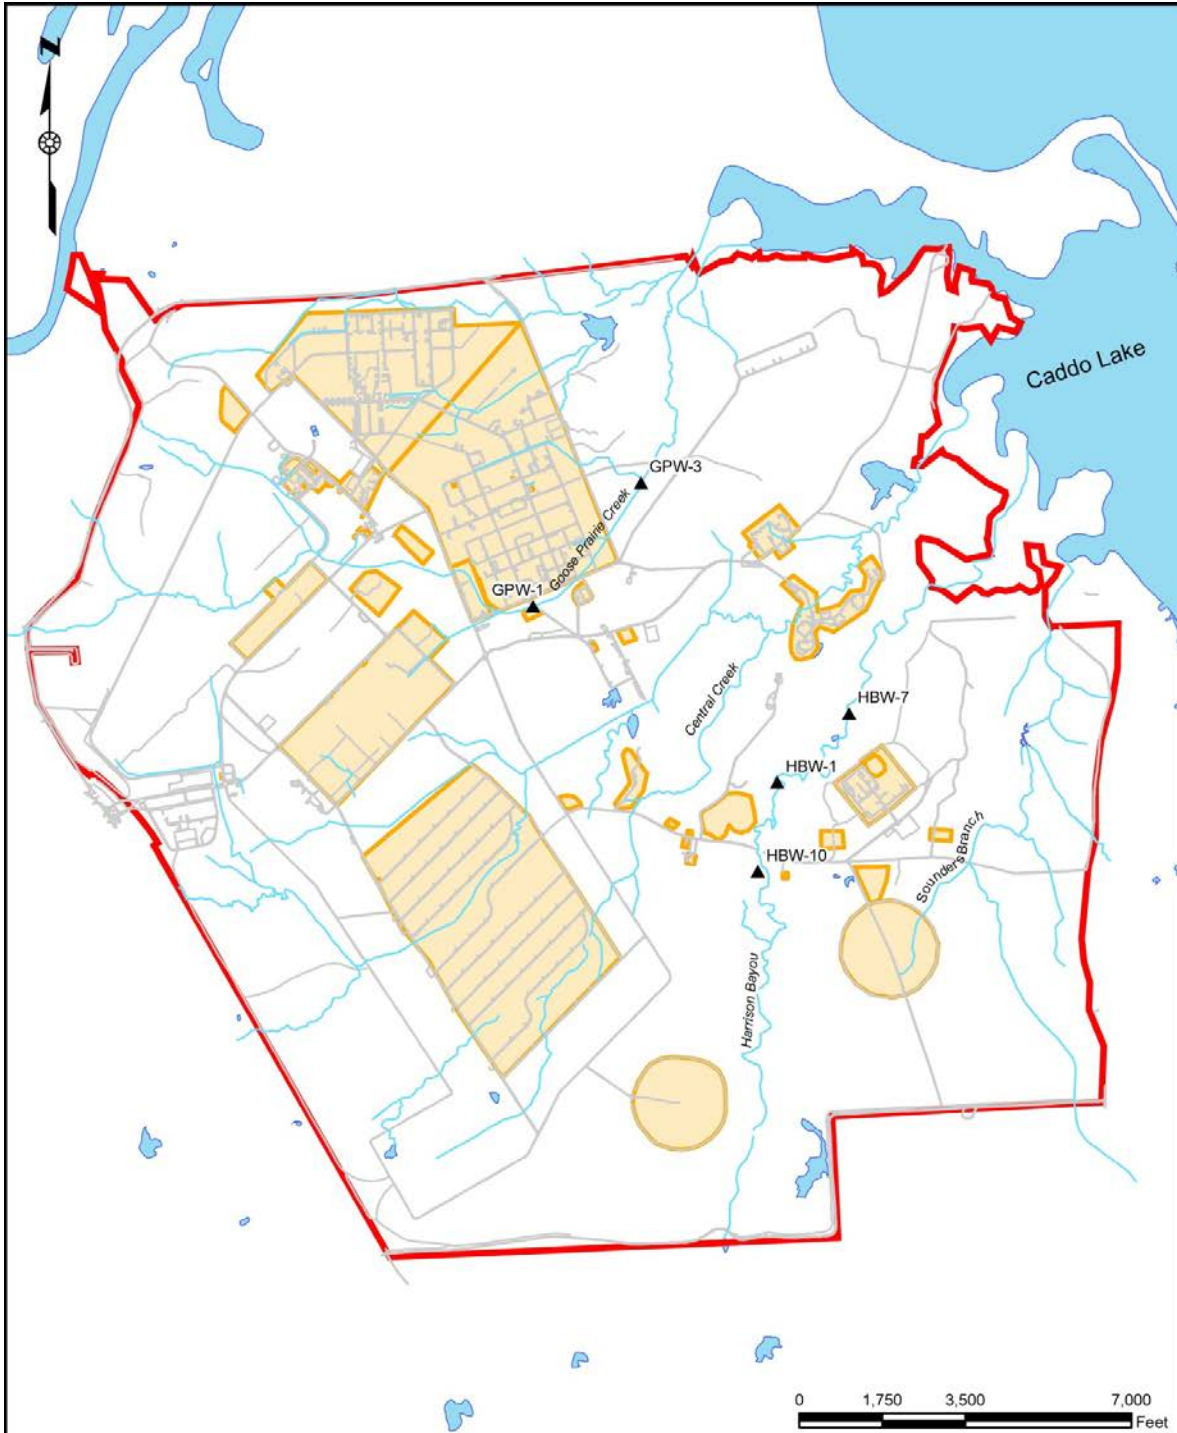 N
Caddo Lake
GPW-3
Goose Prairie Creek
GPW-1
Central Creek
HBW-7
HBW-1
HBW-10
Saunders Branch
Harrison Bayou
0 1,750 3,500 7,000
Feet